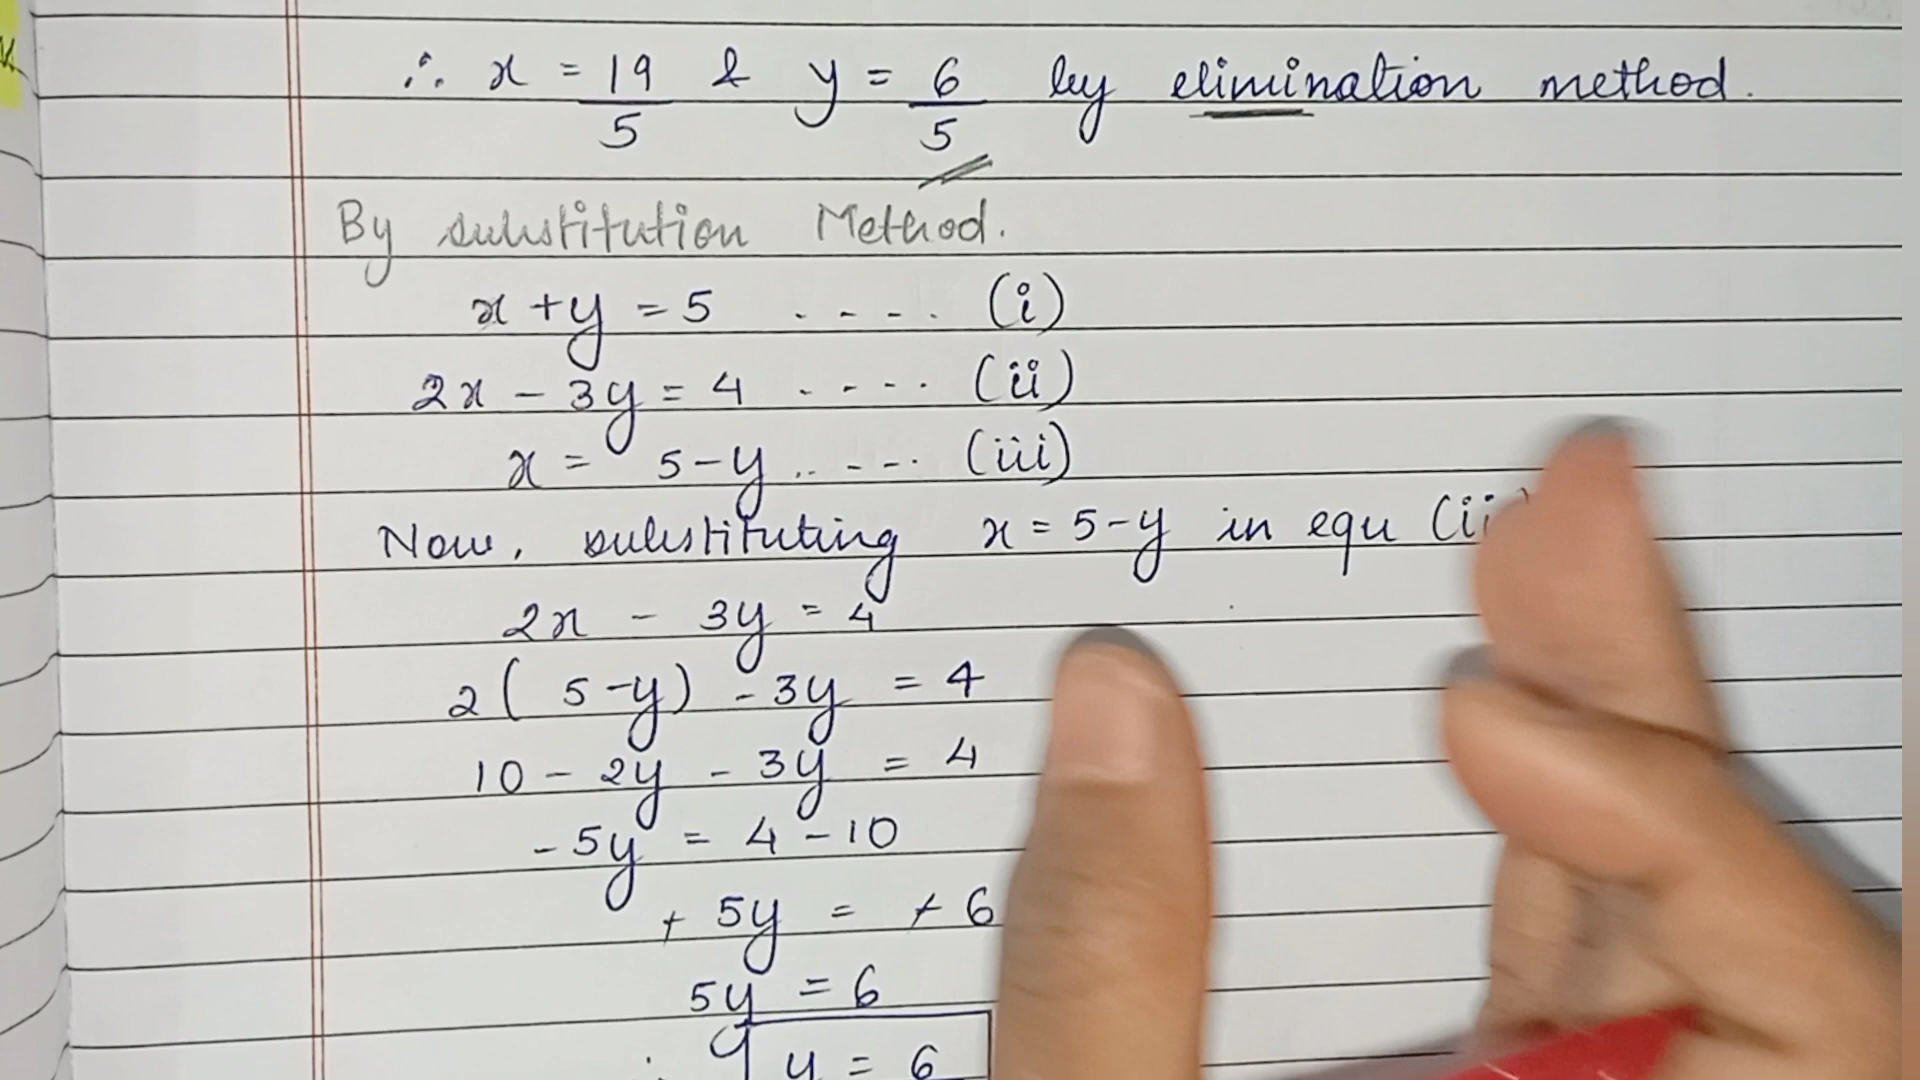 ∴ x = 19/5 & y = 6/5 by elimination method.
By substitution Method.
x + y = 5 .... (i)
2x - 3y = 4 .... (ii)
x = 5-y ..... (iii)
Now, substituting x = 5-y in equ (ii
2x - 3y = 4
2( 5-y) - 3y = 4
10 - 2y - 3y = 4
-5y = 4 - 10
+ 5y = + 6
5y = 6
y = 6